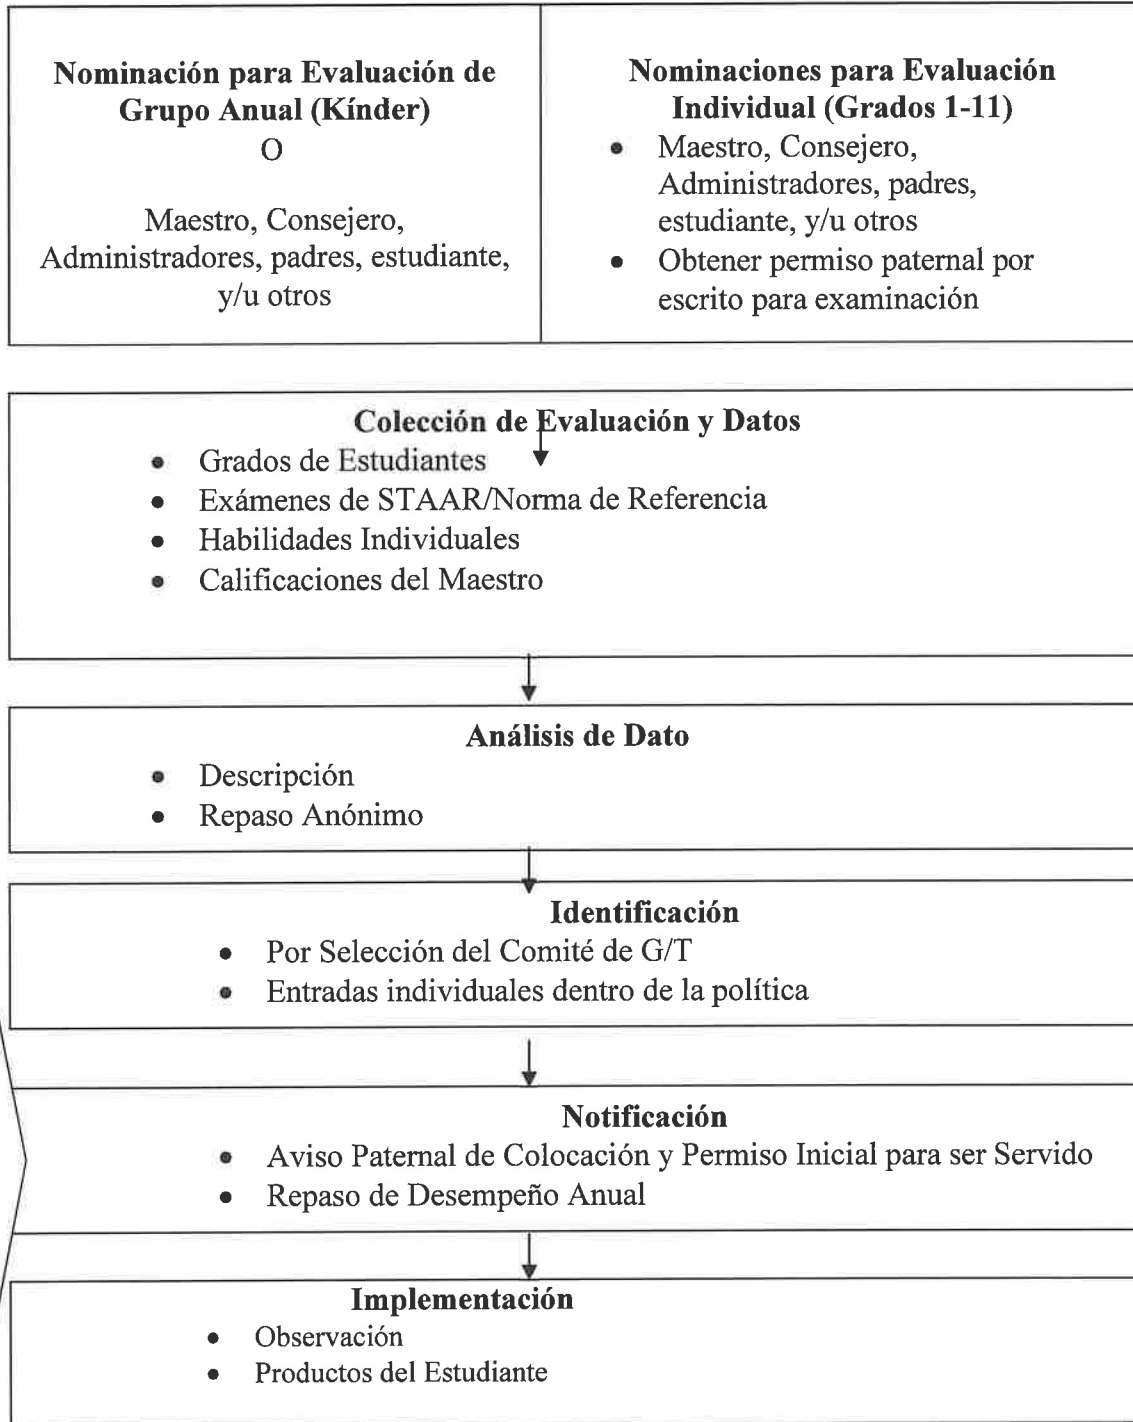 Nominación para Evaluación de
Grupo Anual (Kínder)
O
Maestro, Consejero,
Administradores, padres, estudiante,
y/u otros
Nominaciones para Evaluación
Individual (Grados 1-11)
• Maestro, Consejero,
Administradores, padres,
estudiante, y/u otros
• Obtener permiso paternal por
escrito para examinación
Colección de Evaluación y Datos
• Grados de Estudiantes
• Exámenes de STAAR/Norma de Referencia
• Habilidades Individuales
• Calificaciones del Maestro
Análisis de Dato
• Descripción
• Repaso Anónimo
Identificación
• Por Selección del Comité de G/T
• Entradas individuales dentro de la política
Notificación
• Aviso Paternal de Colocación y Permiso Inicial para ser Servido
• Repaso de Desempeño Anual
Implementación
• Observación
• Productos del Estudiante